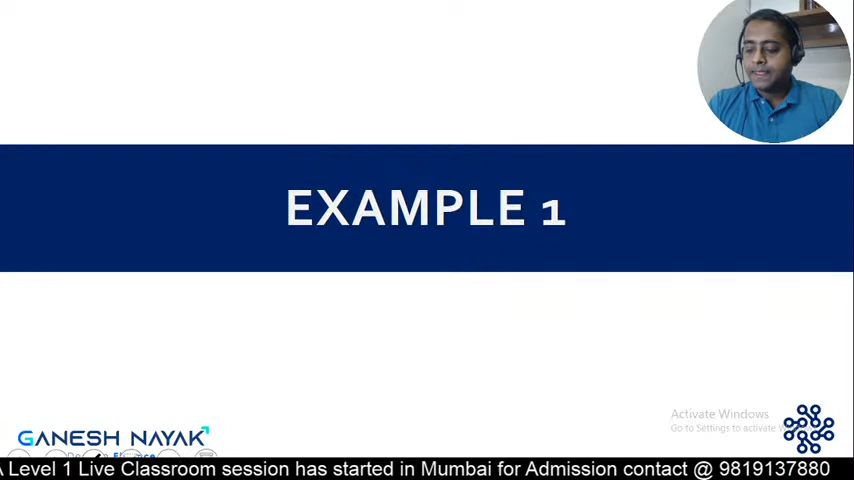 EXAMPLE 1
Activate Windows
Go to Settings to activate
GANESH NAYAK
A Level 1 Live Classroom session has started in Mumbai for Admission contact @ 9819137880